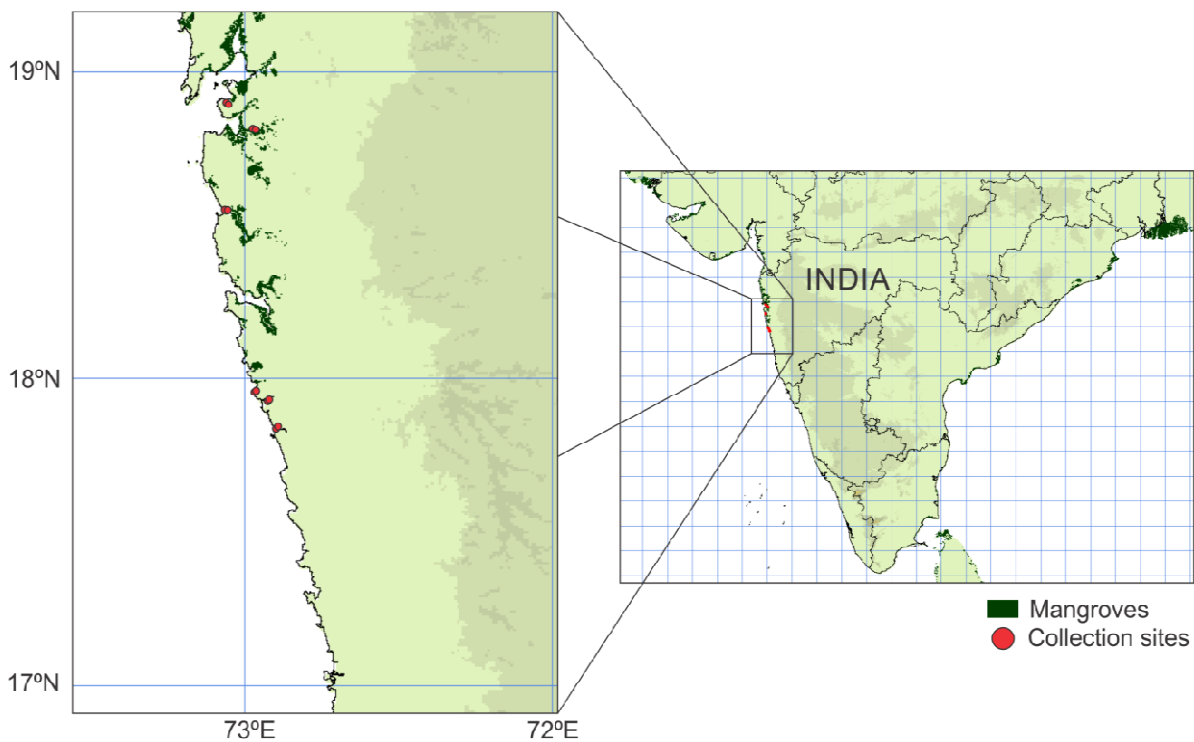 19ºN
18ºN
17ºN
73ºE
72ºE
INDIA
Mangroves
Collection sites